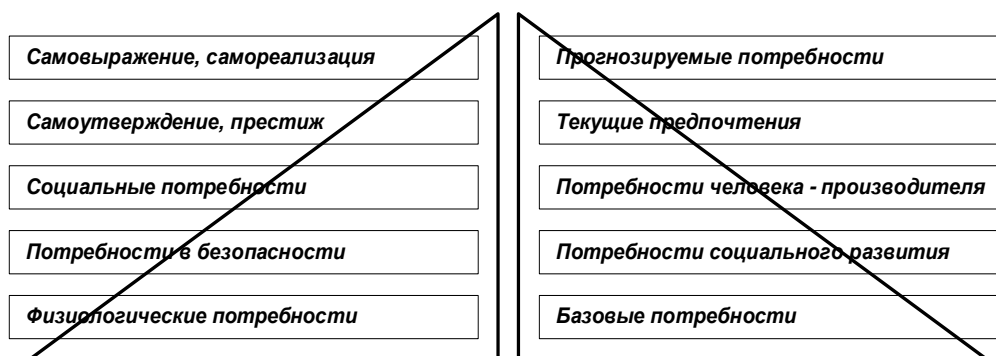 Самовыражение, самореализация
Самоутверждение, престиж
Социальные потребности
Потребности в безопасности
Физиологические потребности
Прогнозируемые потребности
Текущие предпочтения
Потребности человека - производителя
Потребности социального развития
Базовые потребности